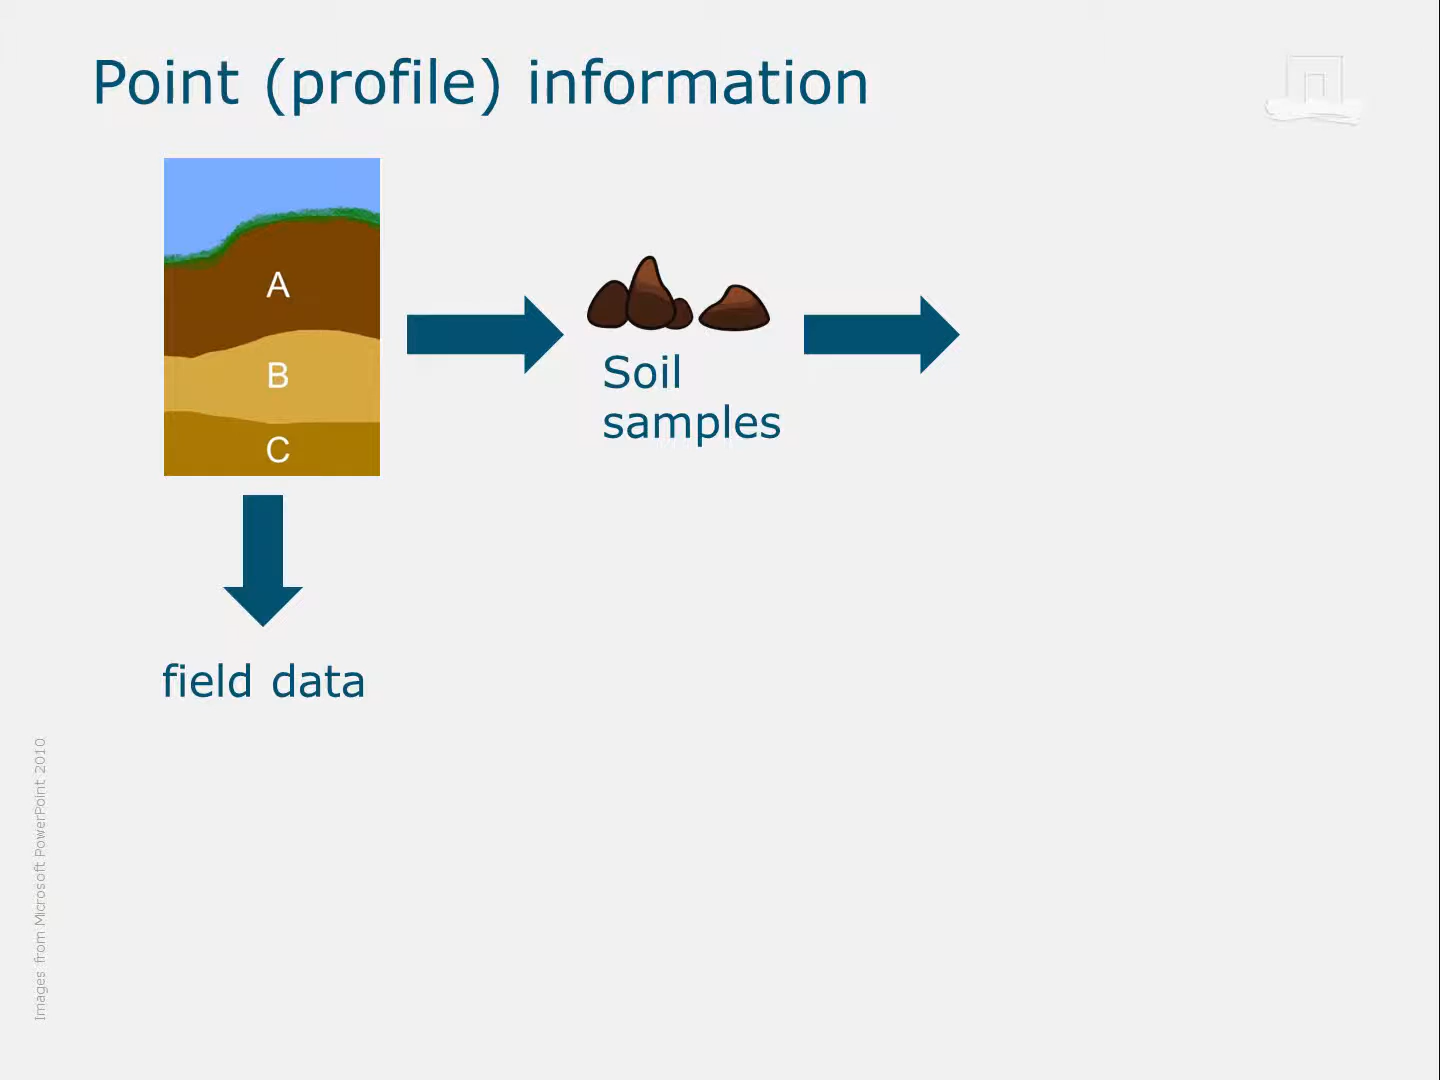 Point (profile) information
A
B
C
Soil
samples
field data
Images from Microsoft PowerPoint 2010